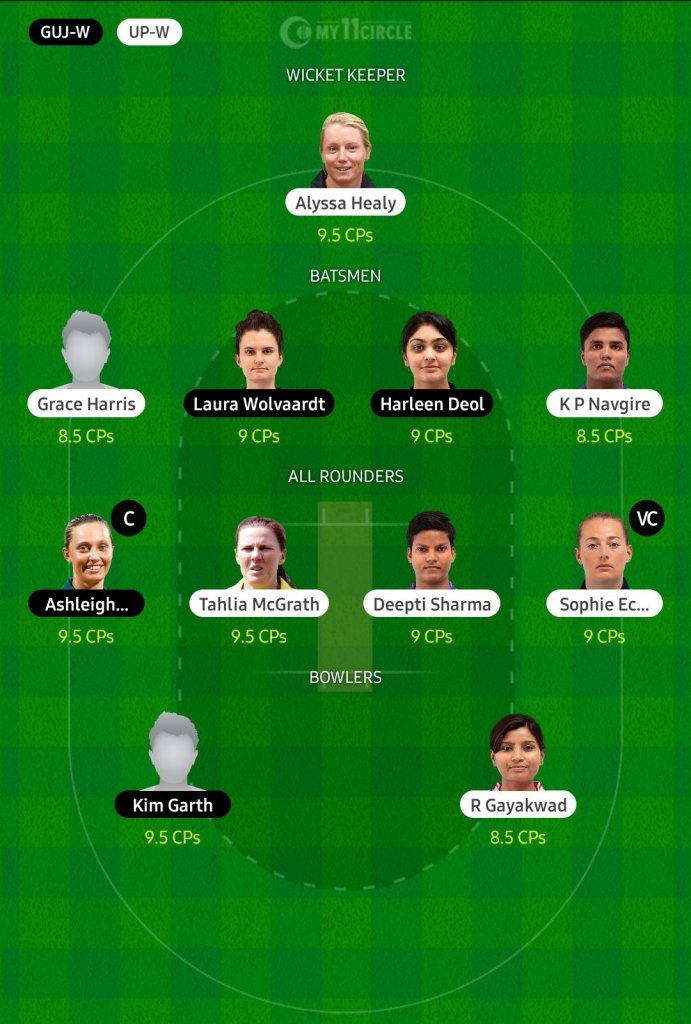 GUJ-W UP-W MY11CIRCLE
WICKET KEEPER
Alyssa Healy
9.5 CPs
BATSMEN
Grace Harris Laura Wolvaardt Harleen Deol K P Navgire
8.5 CPs 9 CPs 9 CPs 8.5 CPs
ALL ROUNDERS
C VC
Ashleigh... Tahlia McGrath Deepti Sharma Sophie Ec...
9.5 CPs 9.5 CPs 9 CPs 9 CPs
BOWLERS
Kim Garth R Gayakwad
9.5 CPs 8.5 CPs